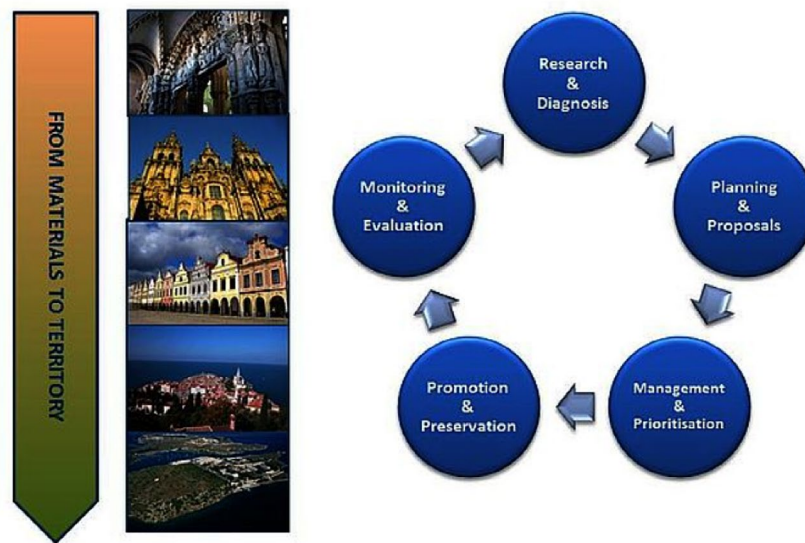 FROM MATERIALS TO TERRITORY
Research
&
Diagnosis
Planning
&
Proposals
Management
&
Prioritisation
Promotion
&
Preservation
Monitoring
&
Evaluation